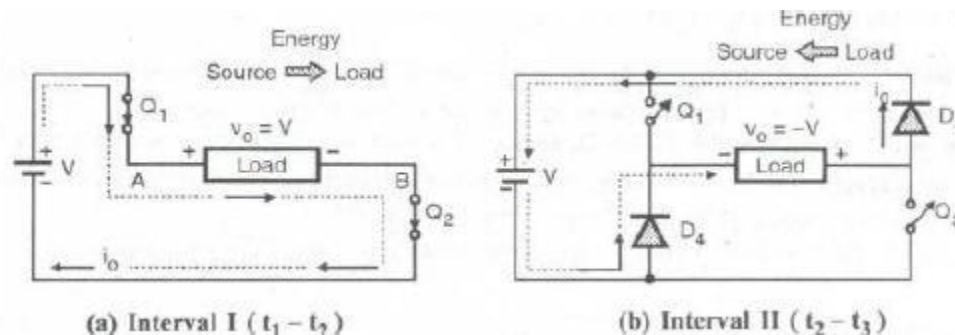 Energy
Source Load
Q1
vo = V
+ -
Load
+
V
-
A
B
Q2
io
(a) Interval I ( t1 – t2 )
Energy
Source Load
io
Q1
vo = –V
- +
Load
+
V
-
D4
(b) Interval II ( t2 – t3 )